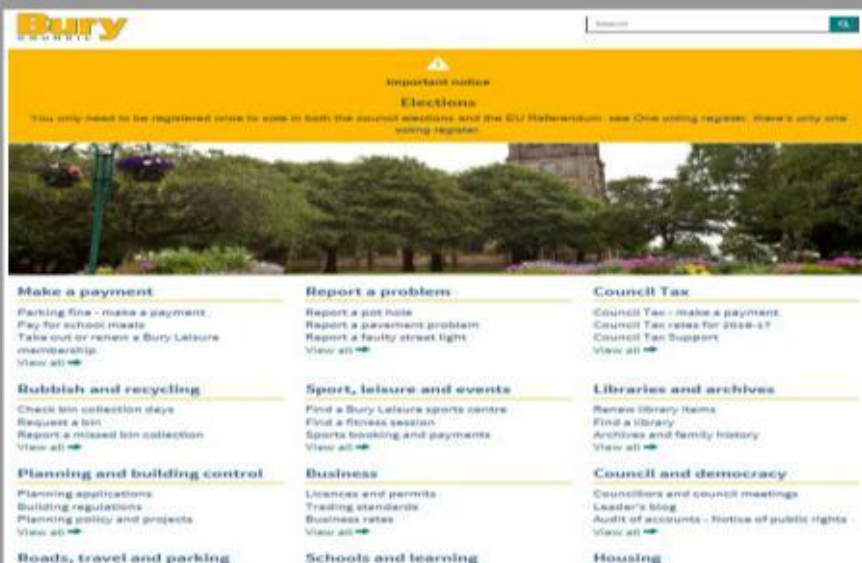 Bury
COUNCIL
Search
Important notice
Elections
You only need to be registered once to vote in both the council elections and the EU Referendum: see One voting register, there's only one
voting register
Make a payment
Parking fine - make a payment
Pay for school meals
Take out or renew a Bury Leisure
membership
View all
Report a problem
Report a pot hole
Report a pavement problem
Report a faulty street light
View all
Council Tax
Council Tax - make a payment
Council Tax rates for 2016-17
Council Tax Support
View all
Rubbish and recycling
Check bin collection days
Request a bin
Report a missed bin collection
View all
Sport, leisure and events
Find a Bury Leisure sports centre
Find a fitness session
Sports booking and payments
View all
Libraries and archives
Renew library items
Find a library
Archives and family history
View all
Planning and building control
Planning applications
Building regulations
Planning policy and projects
View all
Business
Licences and permits
Trading standards
Business rates
View all
Council and democracy
Councillors and council meetings
Leader's blog
Audit of accounts - Notice of public rights
View all
Roads, travel and parking
Schools and learning
Housing